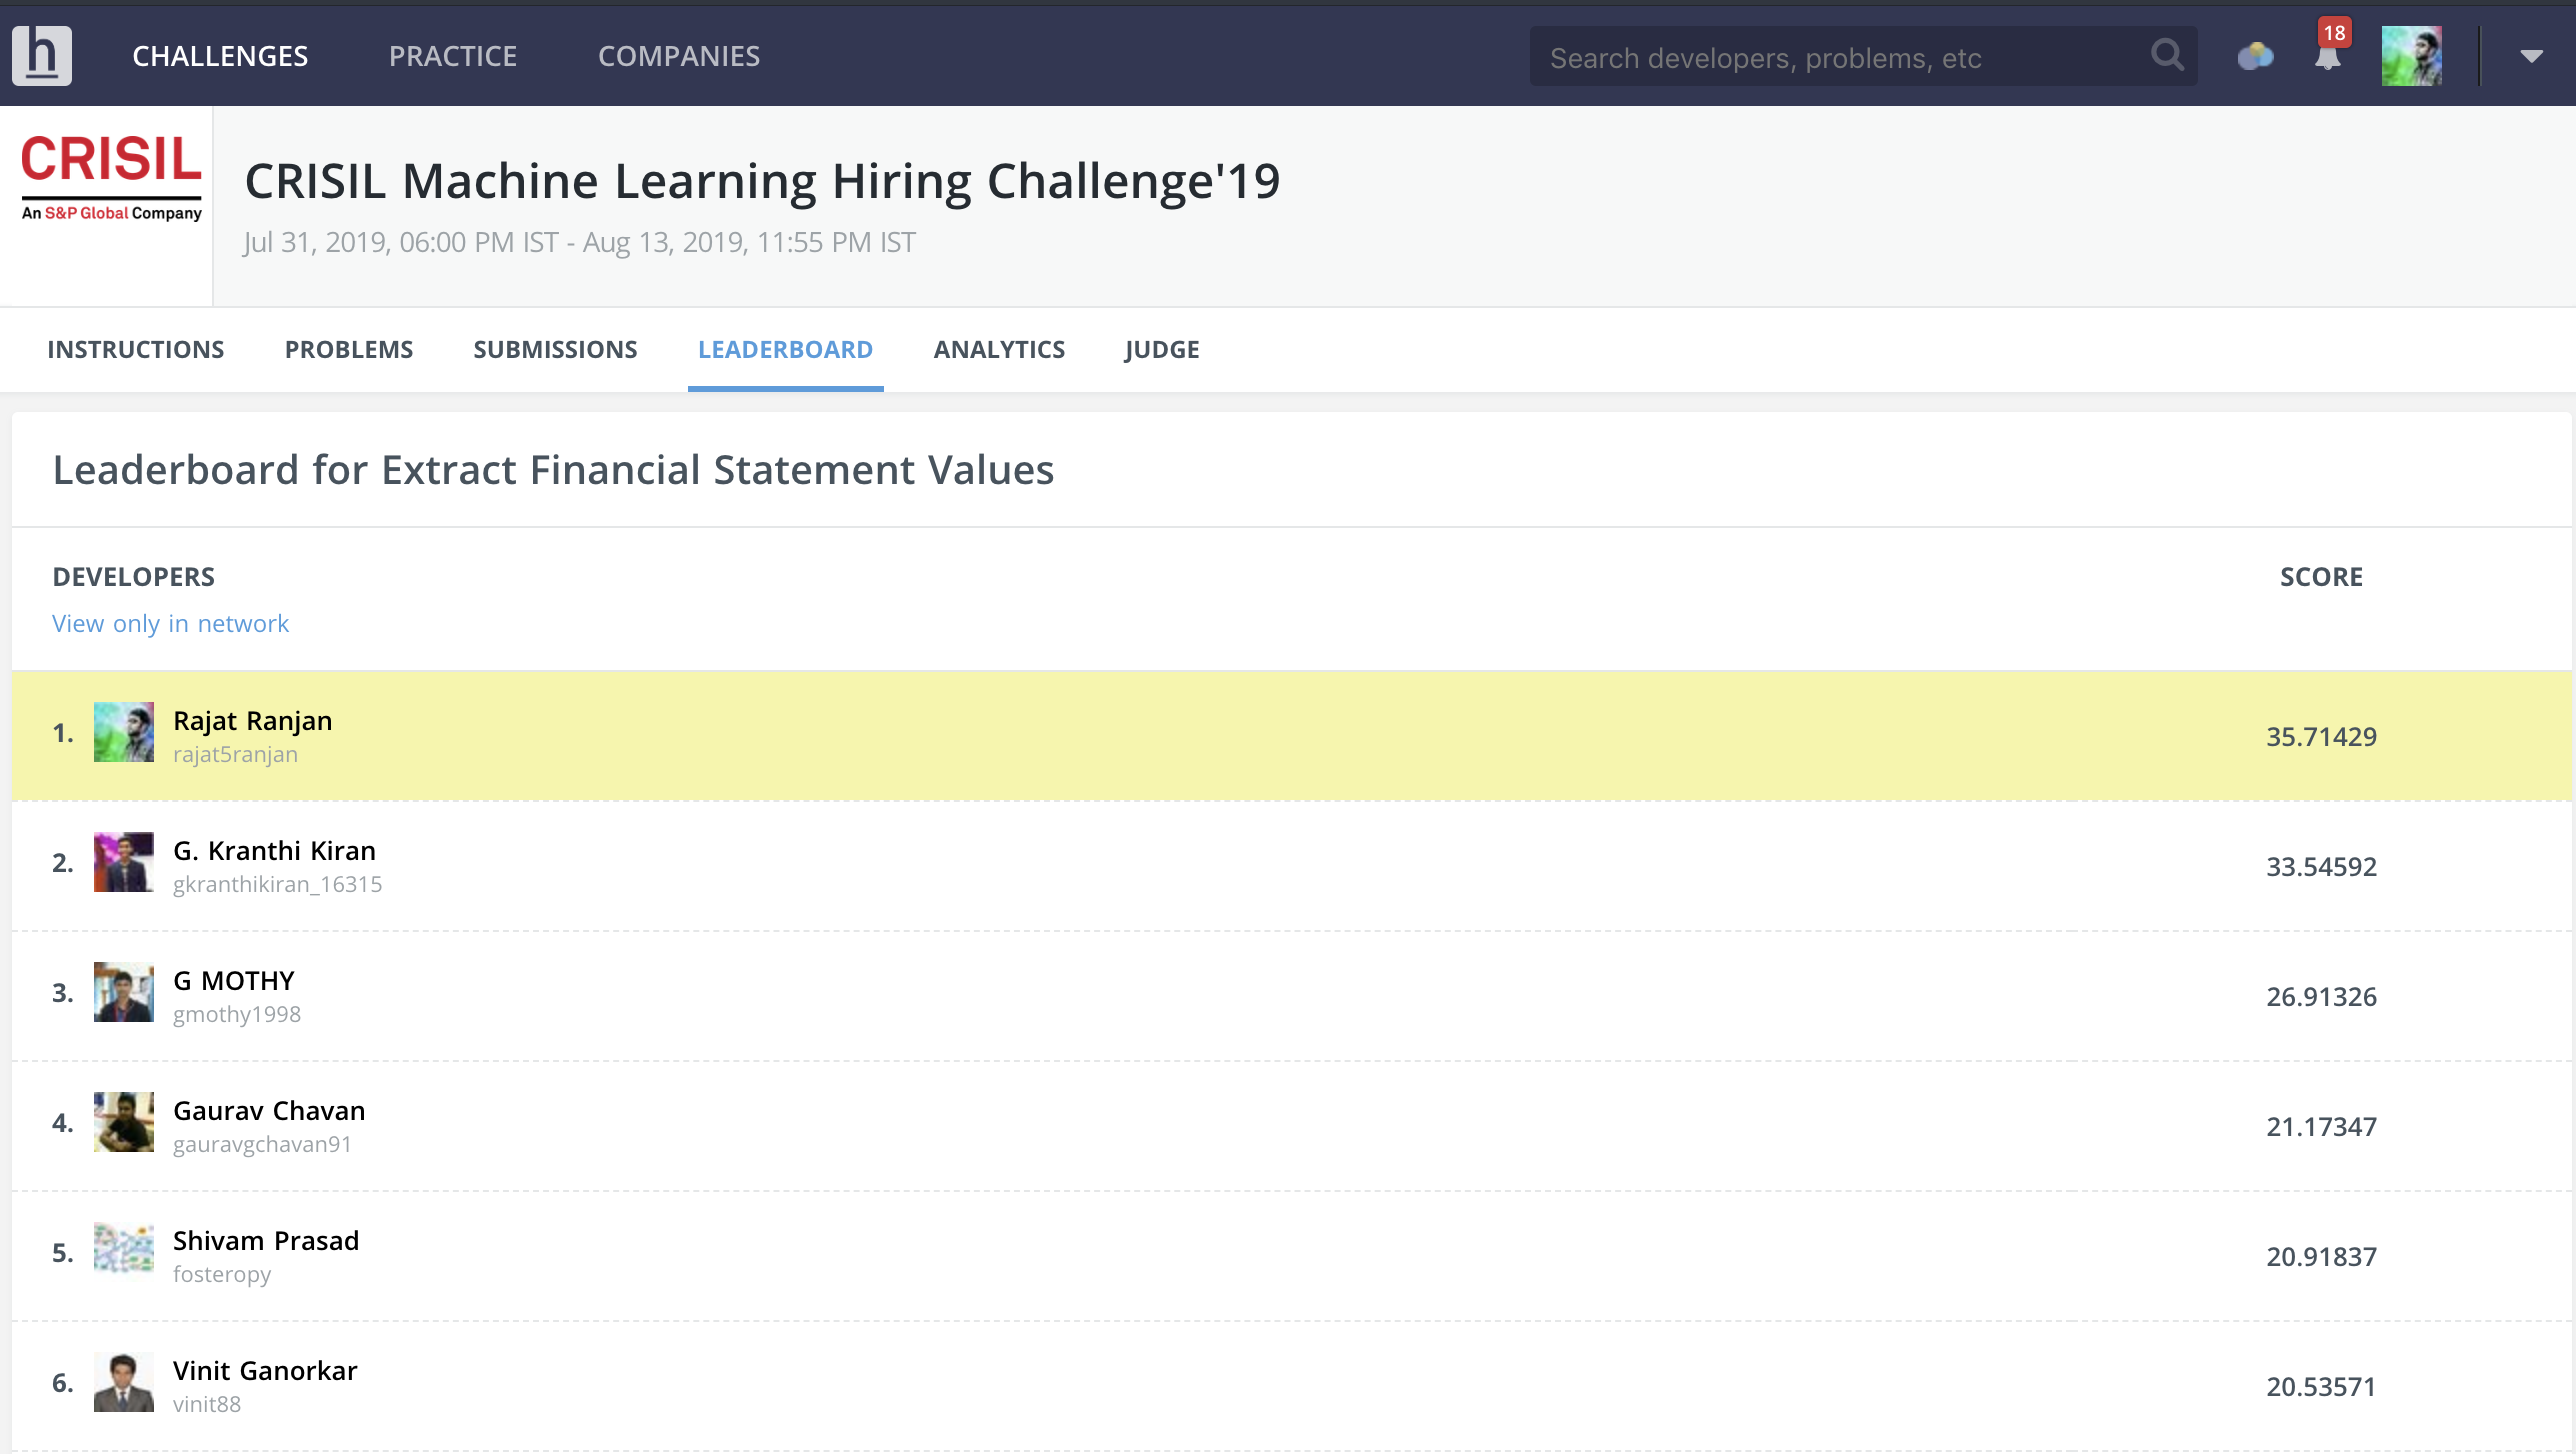 h CHALLENGES PRACTICE COMPANIES Search developers, problems, etc 18
CRISIL
An S&P Global Company
CRISIL Machine Learning Hiring Challenge'19
Jul 31, 2019, 06:00 PM IST - Aug 13, 2019, 11:55 PM IST
INSTRUCTIONS PROBLEMS SUBMISSIONS LEADERBOARD ANALYTICS JUDGE
Leaderboard for Extract Financial Statement Values
DEVELOPERS SCORE
View only in network
1. Rajat Ranjan 35.71429
rajat5ranjan
2. G. Kranthi Kiran 33.54592
gkranthikiran_16315
3. G MOTHY 26.91326
gmothy1998
4. Gaurav Chavan 21.17347
gauravgchavan91
5. Shivam Prasad 20.91837
fosteropy
6. Vinit Ganorkar 20.53571
vinit88